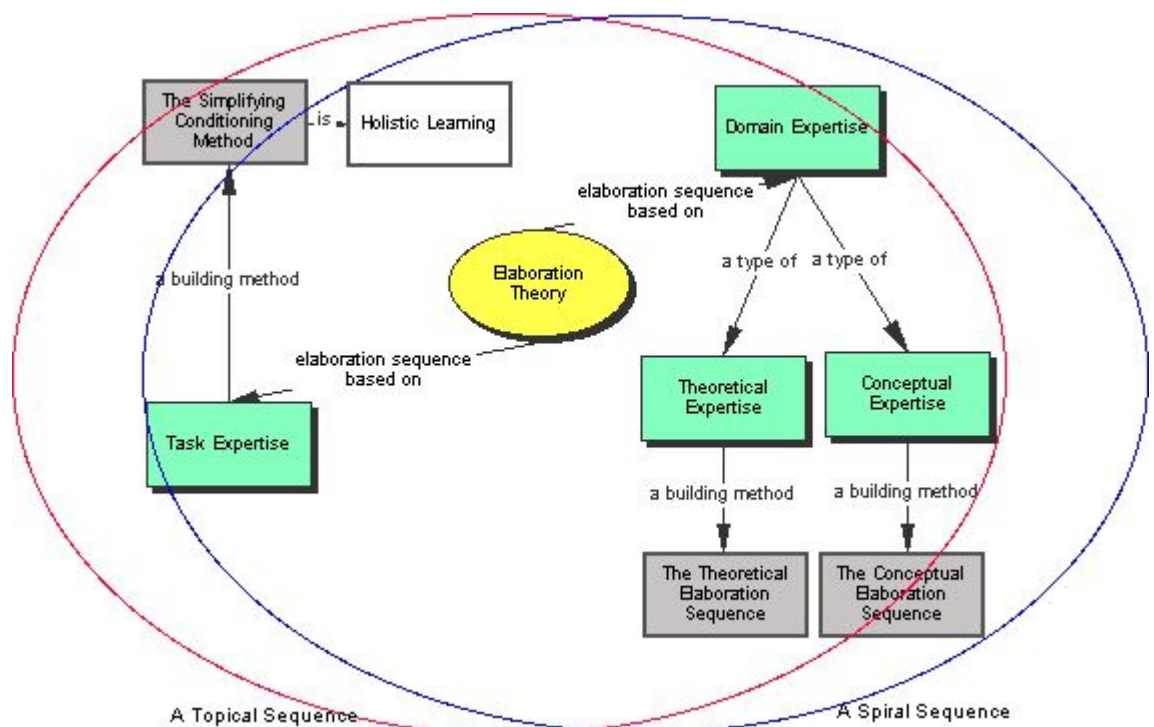 The Simplifying
Conditioning
Method
is
Holistic Learning
Domain Expertise
elaboration sequence
based on
Elaboration
Theory
a type of
a type of
a building method
elaboration sequence
based on
Task Expertise
Theoretical
Expertise
Conceptual
Expertise
a building method
a building method
The Theoretical
Elaboration
Sequence
The Conceptual
Elaboration
Sequence
A Topical Sequence
A Spiral Sequence